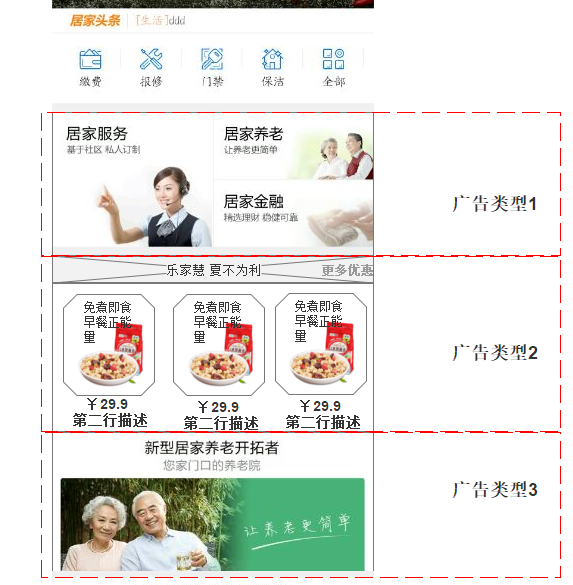 居家头条 [生活]ddd
缴费 报修 门禁 保洁 全部
居家服务
基于社区 私人订制
居家养老
让养老更简单
居家金融
精选理财 稳健可靠
广告类型1
乐家慧 夏不为利 更多优惠
免煮即食
早餐正能
量
¥29.9
第二行描述
免煮即食
早餐正能
量
¥29.9
第二行描述
免煮即食
早餐正能
量
¥29.9
第二行描述
广告类型2
新型居家养老开拓者
您家门口的养老院
让养老更简单
广告类型3